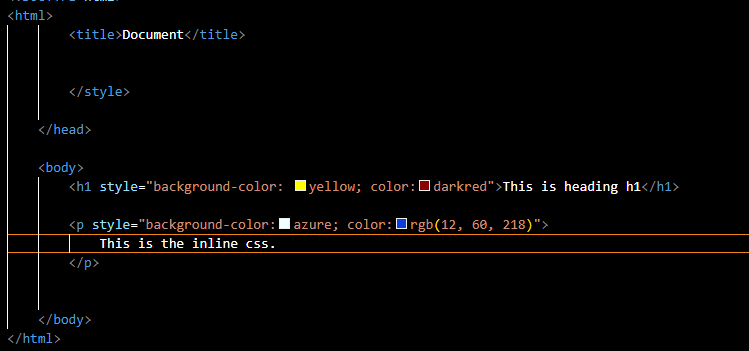 <html>
<title>Document</title>
</style>
</head>
<body>
<h1 style="background-color: yellow; color:darkred">This is heading h1</h1>
<p style="background-color:azure; color:rgb(12, 60, 218)">
This is the inline css.
</p>
</body>
</html>